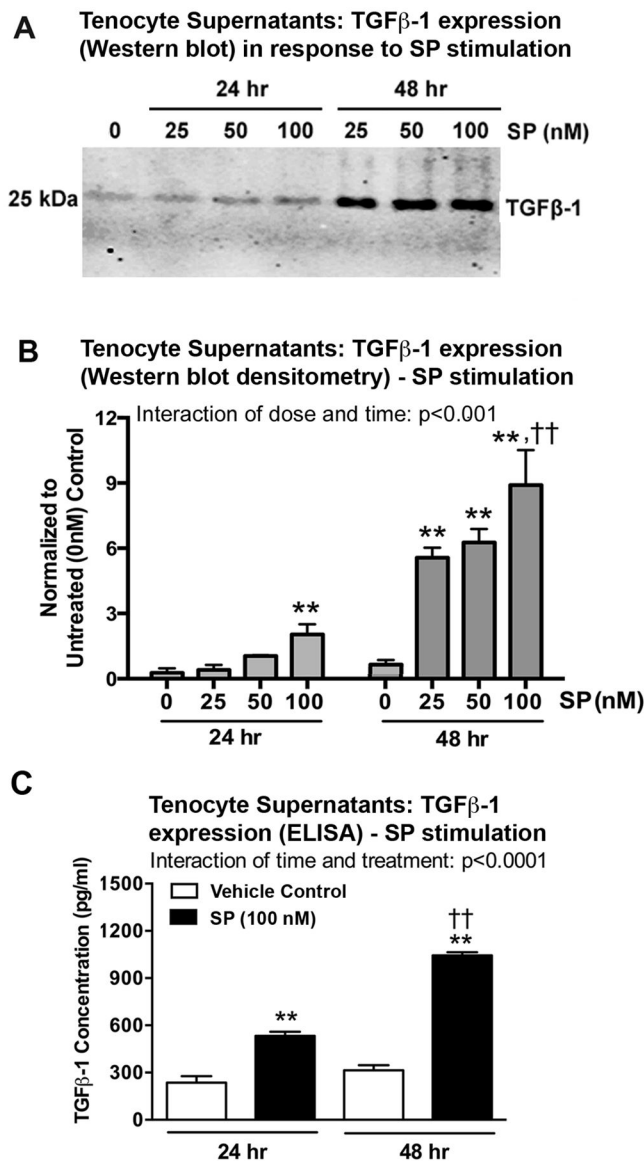 A
Tenocyte Supernatants: TGFβ-1 expression
(Western blot) in response to SP stimulation
24 hr 48 hr
0 25 50 100 25 50 100 SP (nM)
25 kDa
TGFβ-1
B
Tenocyte Supernatants: TGFβ-1 expression
(Western blot densitometry) - SP stimulation
Interaction of dose and time: p<0.001
Normalized to
Untreated (0nM) Control
12
9
6
3
0
**
**
**
**,††
0 25 50 100 0 25 50 100 SP (nM)
24 hr 48 hr
C
Tenocyte Supernatants: TGFβ-1
expression (ELISA) - SP stimulation
Interaction of time and treatment: p<0.0001
TGFβ-1 Concentration (pg/ml)
1500
1200
900
600
300
0
Vehicle Control
SP (100 nM)
**
††
**
24 hr 48 hr